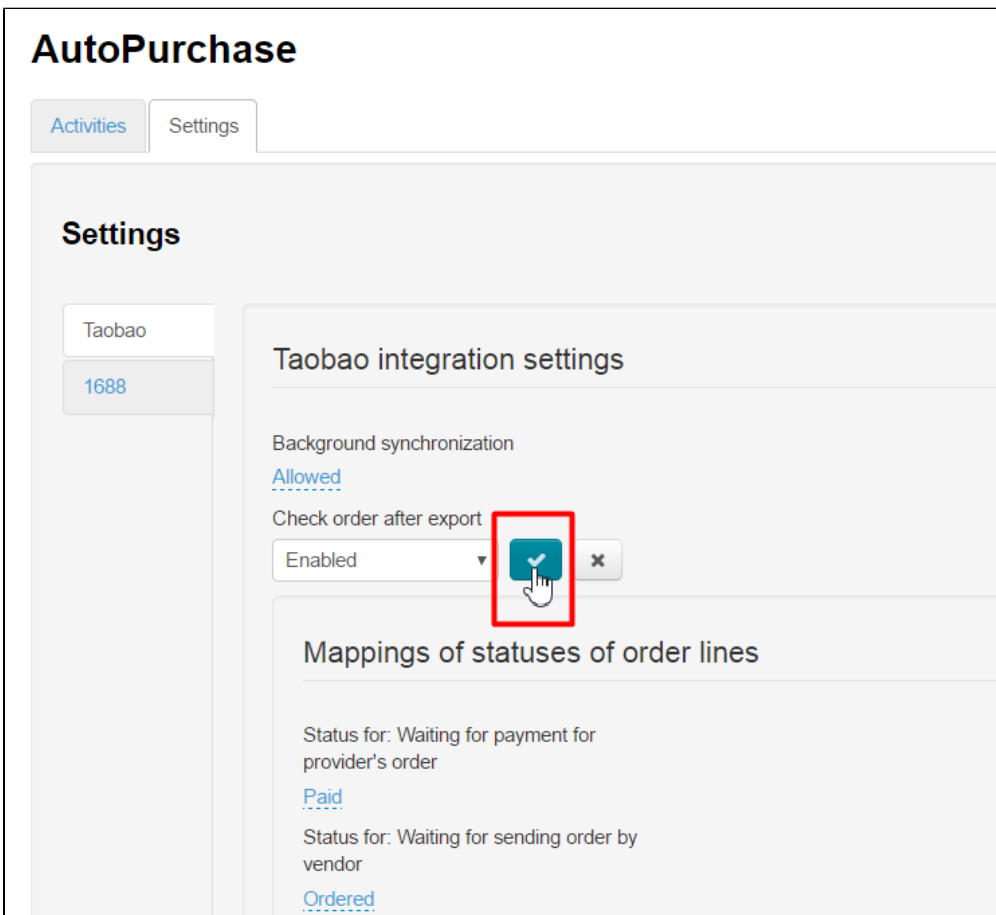 AutoPurchase
Activities
Settings
Settings
Taobao
1688
Taobao integration settings
Background synchronization
Allowed
Check order after export
Enabled
Mappings of statuses of order lines
Status for: Waiting for payment for
provider's order
Paid
Status for: Waiting for sending order by
vendor
Ordered